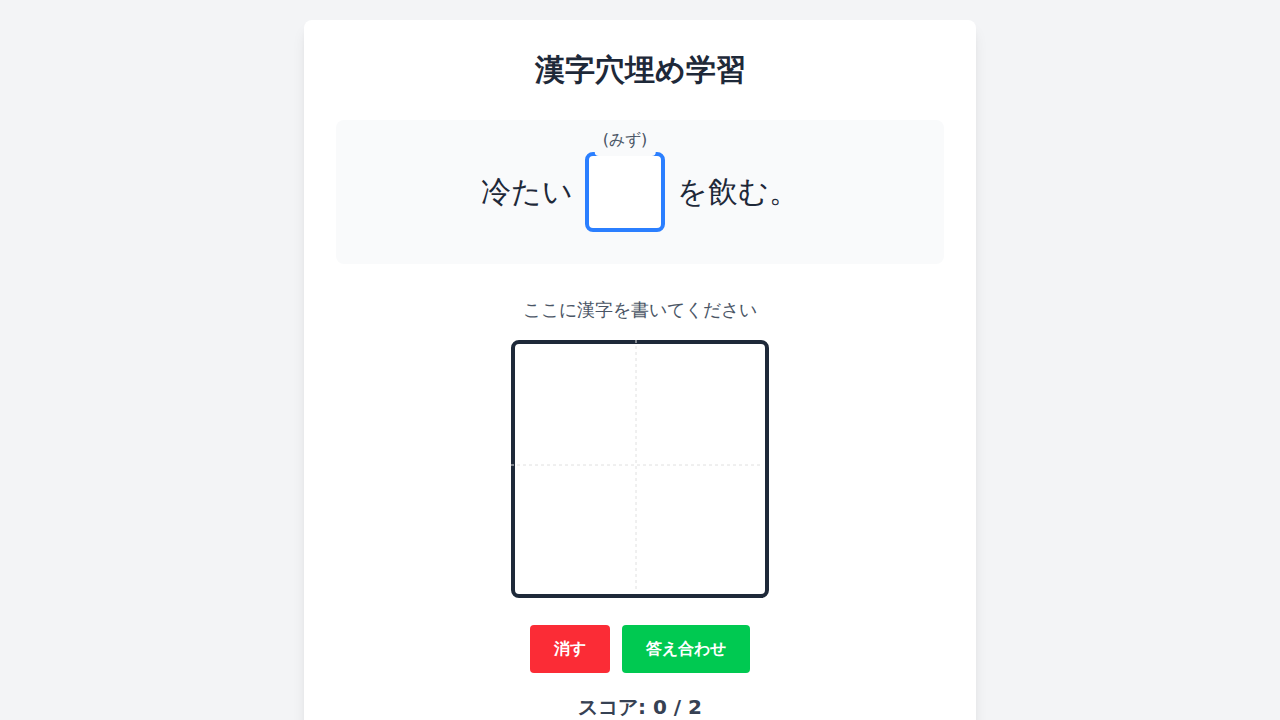 漢字穴埋め学習
(みず)
冷たい を飲む。
ここに漢字を書いてください
消す 答え合わせ
スコア: 0 / 2